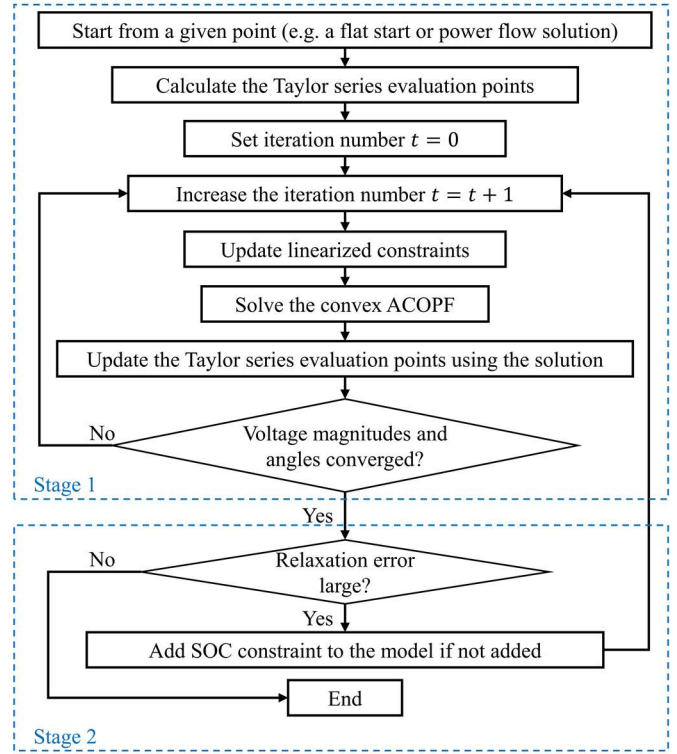 Start from a given point (e.g. a flat start or power flow solution)
Calculate the Taylor series evaluation points
Set iteration number t = 0
Increase the iteration number t = t + 1
Update linearized constraints
Solve the convex ACOPF
Update the Taylor series evaluation points using the solution
No
Voltage magnitudes and
angles converged?
Stage 1
Yes
No
Relaxation error
large?
Yes
Add SOC constraint to the model if not added
End
Stage 2